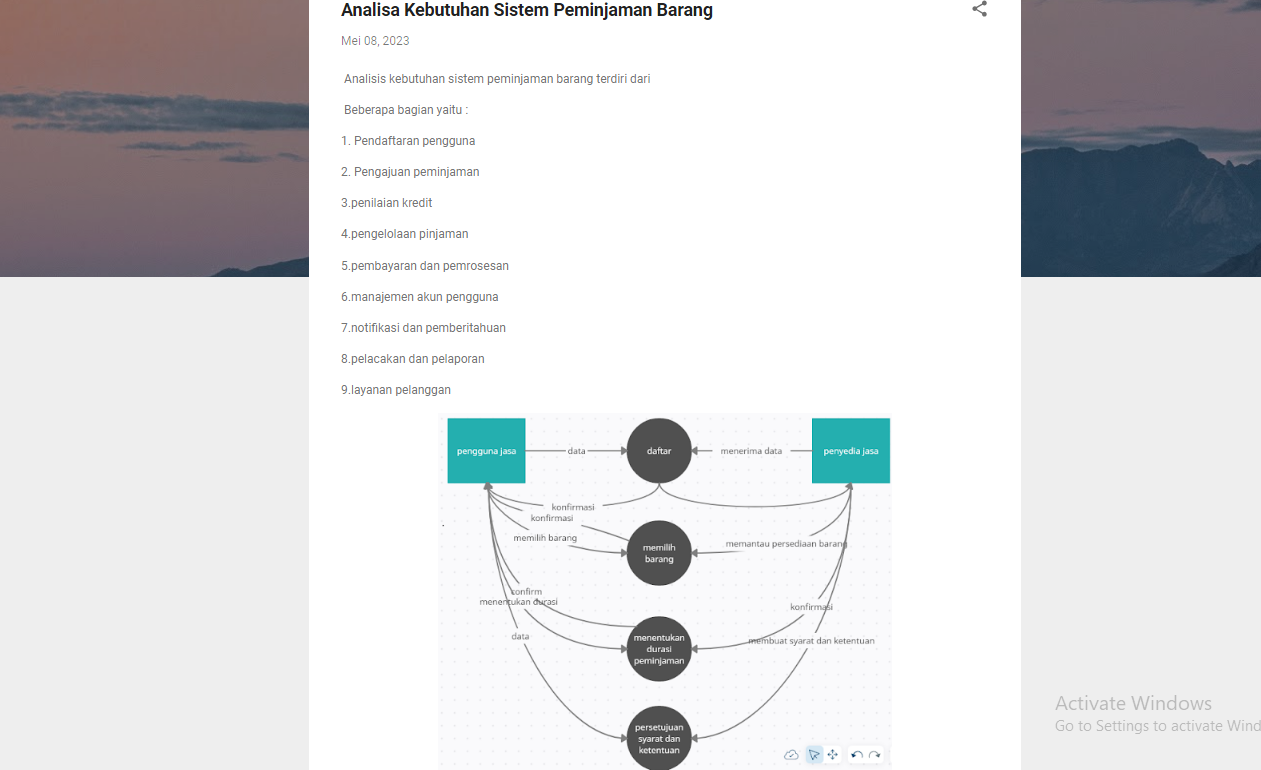 Analisa Kebutuhan Sistem Peminjaman Barang
Mei 08, 2023
Analisis kebutuhan sistem peminjaman barang terdiri dari
Beberapa bagian yaitu :
1. Pendaftaran pengguna
2. Pengajuan peminjaman
3.penilaian kredit
4.pengelolaan pinjaman
5.pembayaran dan pemrosesan
6.manajemen akun pengguna
7.notifikasi dan pemberitahuan
8.pelacakan dan pelaporan
9.layanan pelanggan
pengguna jasa
data
daftar
menerima data
penyedia jasa
konfirmasi
konfirmasi
memilih barang
memilih
barang
memantau persediaan barang
confirm
menentukan durasi
konfirmasi
data
menentukan
durasi
peminjaman
membuat syarat dan ketentuan
persetujuan
syarat dan
ketentuan
Activate Windows
Go to Settings to activate Wind